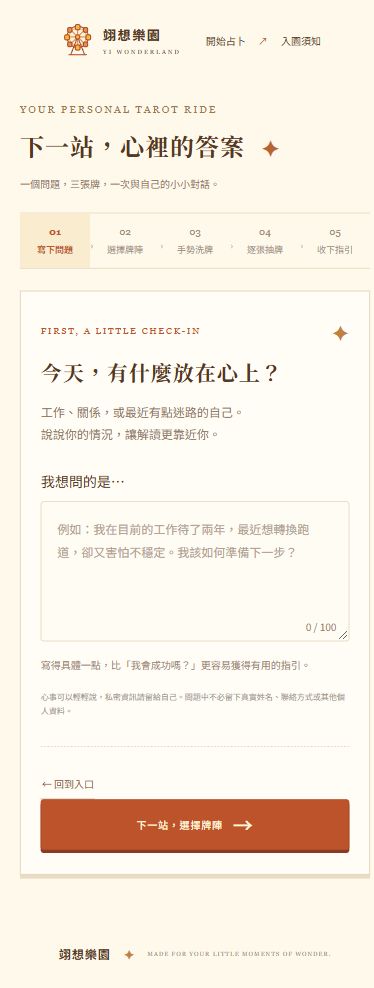 翊想樂園
YI WONDERLAND
開始占卜 ↗ 入園須知
YOUR PERSONAL TAROT RIDE
下一站，心裡的答案
一個問題，三張牌，一次與自己的小小對話。
01 02 03 04 05
寫下問題 › 選擇牌陣 › 手勢洗牌 › 逐張抽牌 › 收下指引
FIRST, A LITTLE CHECK-IN
今天，有什麼放在心上？
工作、關係，或最近有點迷路的自己。
說說你的情況，讓解讀更靠近你。
我想問的是⋯
例如：我在目前的工作待了兩年，最近想轉換跑
道，卻又害怕不穩定。我該如何準備下一步？
0 / 100
寫得具體一點，比「我會成功嗎？」更容易獲得有用的指引。
心事可以輕輕說，私密資訊請留給自己。問題中不必留下真實姓名、聯絡方式或其他個
人資料。
← 回到入口
下一站，選擇牌陣 →
翊想樂園
MADE FOR YOUR LITTLE MOMENTS OF WONDER.